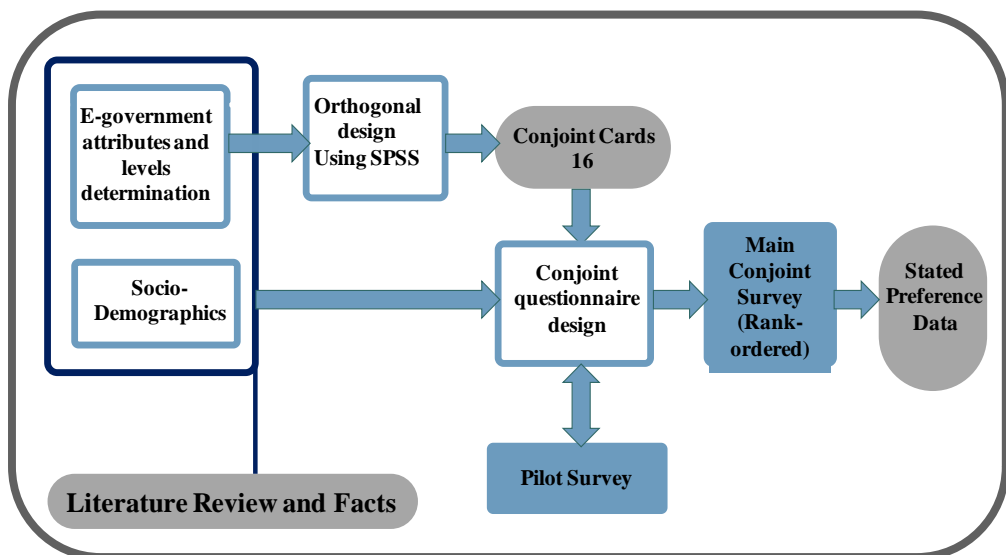 E-government
attributes and
levels
determination
Orthogonal
design
Using SPSS
Conjoint Cards
16
Socio-
Demographics
Conjoint
questionnaire
design
Main
Conjoint
Survey
(Rank-
ordered)
Stated
Preference
Data
Pilot Survey
Literature Review and Facts